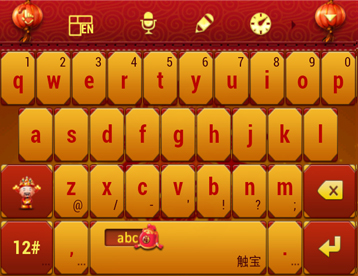 EN
1 2 3 4 5 6 7 8 9 0
q w e r t y u i o p
a s d f g h j k l
z x c v b n m
@ / - ' ! ? ;
12# , abc 触宝 .